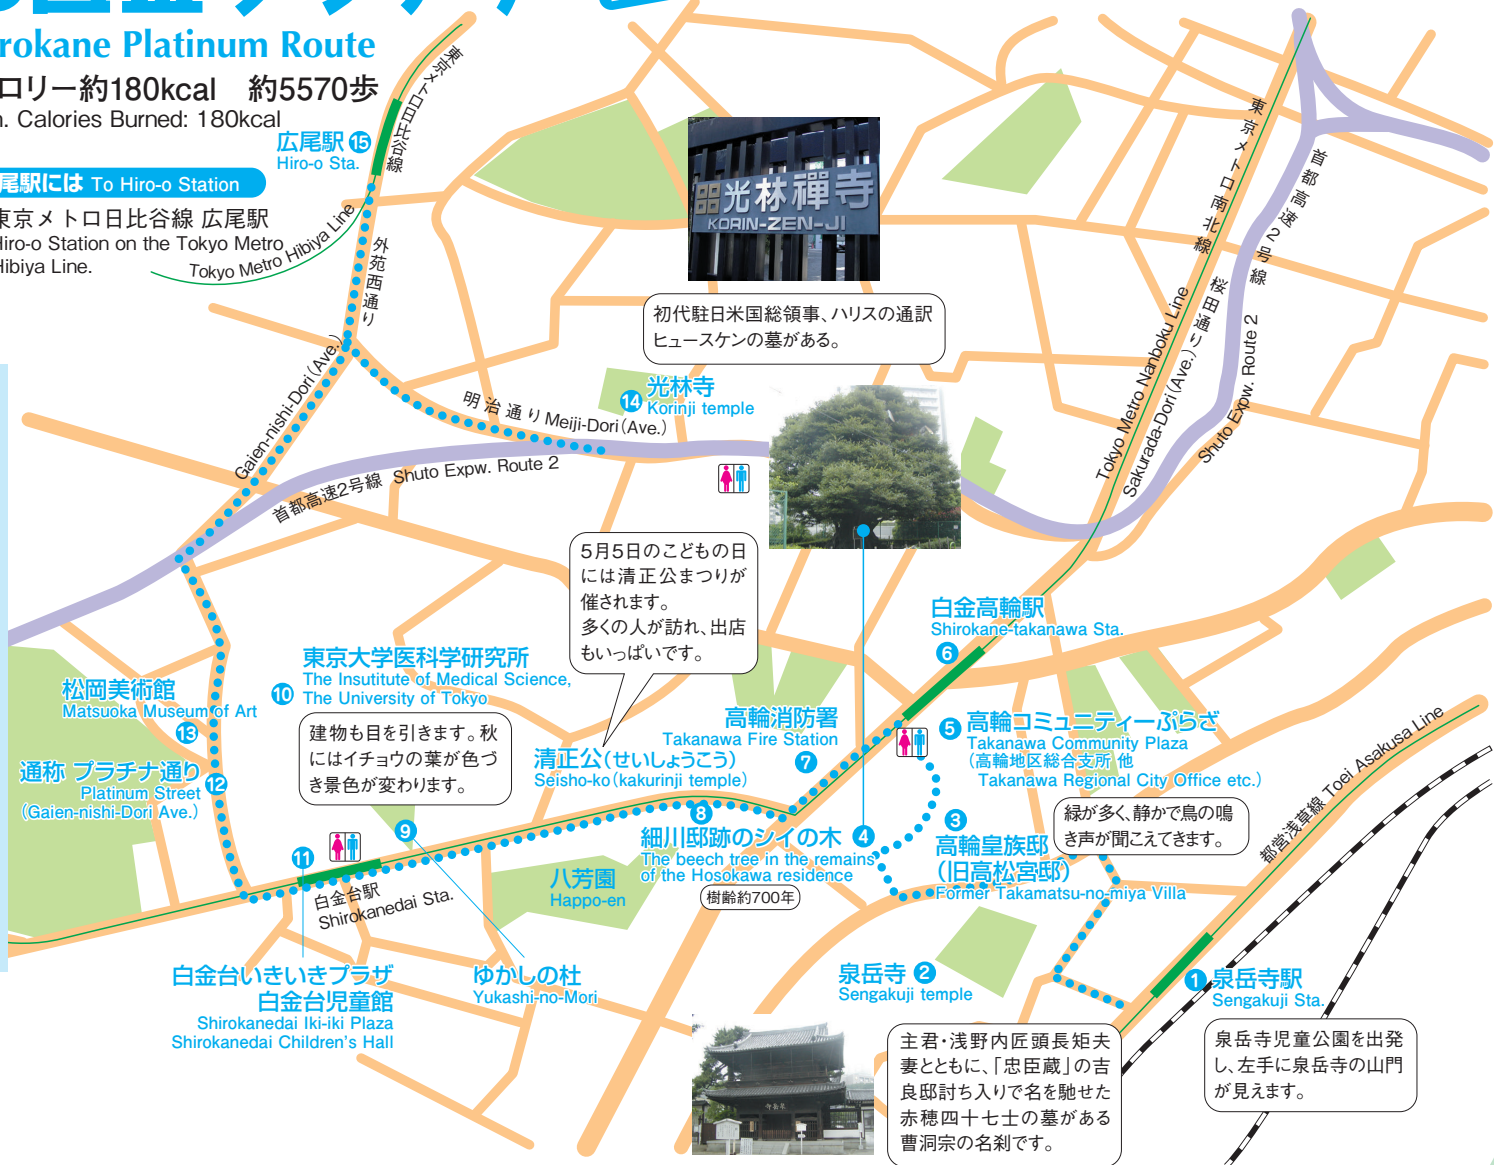 rokane Platinum Route
ロリー約180kcal　約5570歩
n. Calories Burned: 180kcal
尾駅には To Hiro-o Station
東京メトロ日比谷線 広尾駅
Hiro-o Station on the Tokyo Metro
Hibiya Line.
広尾駅 15
Hiro-o Sta.
東京メトロ日比谷線
Tokyo Metro Hibiya Line
外苑西通り
Gaien-nishi-Dori(Ave.)
明治通り Meiji-Dori(Ave.)
首都高速2号線 Shuto Expw. Route 2
光林禪寺
KORIN-ZEN-JI
初代駐日米国総領事、ハリスの通訳
ヒュースケンの墓がある。
14 光林寺
Korinji temple
東京メトロ南北線
Tokyo Metro Nanboku Line
桜田通り
Sakurada-Dori(Ave.)
首都高速2号線
Shuto Expw. Route 2
5月5日のこどもの日
には清正公まつりが
催されます。
多くの人が訪れ、出店
もいっぱいです。
白金高輪駅
Shirokane-takanawa Sta.
6
東京大学医科学研究所
10 The Insutitute of Medical Science,
The University of Tokyo
建物も目を引きます。秋
にはイチョウの葉が色づ
き景色が変わります。
松岡美術館
Matsuoka Museum of Art
13
通称 プラチナ通り
Platinum Street 12
(Gaien-nishi-Dori Ave.)
高輪消防署
Takanawa Fire Station
7
清正公(せいしょうこう)
Seisho-ko(kakurinji temple)
8
5 高輪コミュニティーぷらざ
Takanawa Community Plaza
(高輪地区総合支所 他
Takanawa Regional City Office etc.)
細川邸跡のシイの木 4
The beech tree in the remains
of the Hosokawa residence
樹齢約700年
3
高輪皇族邸
(旧高松宮邸)
Former Takamatsu-no-miya Villa
緑が多く、静かで鳥の鳴
き声が聞こえてきます。
都営浅草線 Toei Asakusa Line
9
11
白金台駅
Shirokanedai Sta.
八芳園
Happo-en
白金台いきいきプラザ
白金台児童館
Shirokanedai Iki-iki Plaza
Shirokanedai Children's Hall
ゆかしの杜
Yukashi-no-Mori
泉岳寺 2
Sengakuji temple
1 泉岳寺駅
Sengakuji Sta.
主君・浅野内匠頭長矩夫
妻とともに、「忠臣蔵」の吉
良邸討ち入りで名を馳せた
赤穂四十七士の墓がある
曹洞宗の名刹です。
泉岳寺児童公園を出発
し、左手に泉岳寺の山門
が見えます。